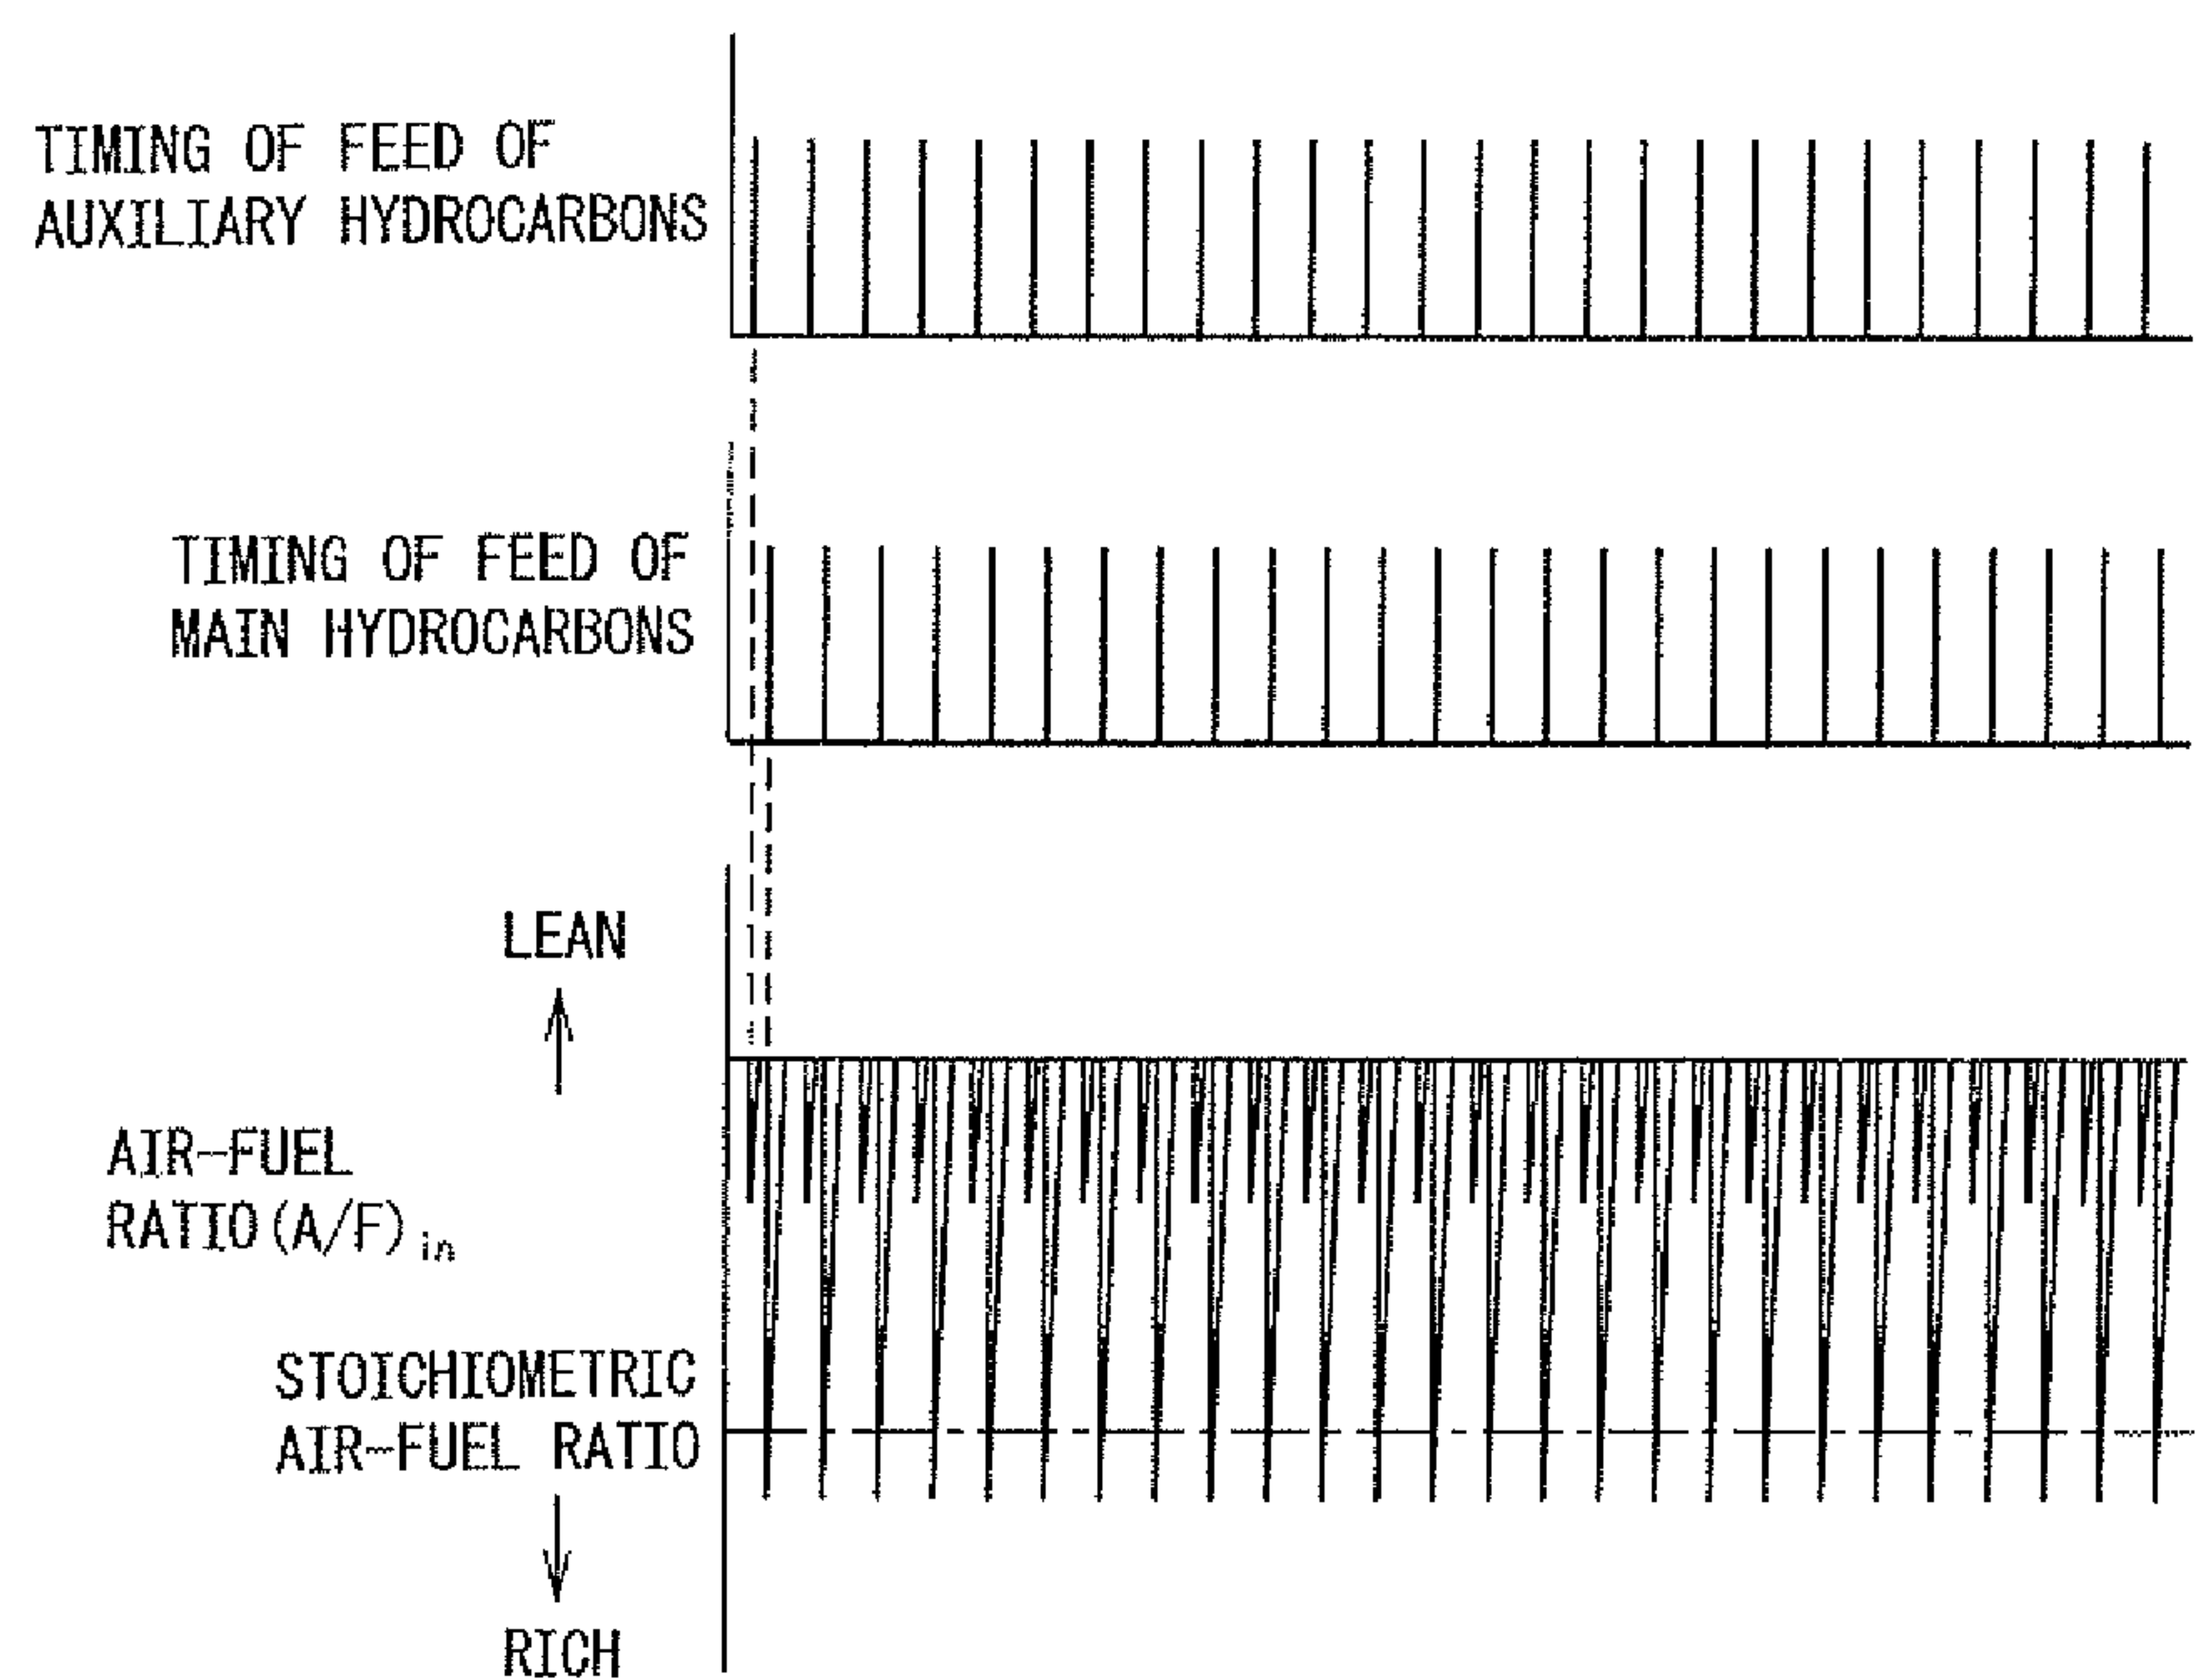 TIMING OF FEED OF
AUXILIARY HYDROCARBONS
TIMING OF FEED OF
MAIN HYDROCARBONS
LEAN
AIR-FUEL
RATIO(A/F)in
STOICHIOMETRIC
AIR-FUEL RATIO
RICH